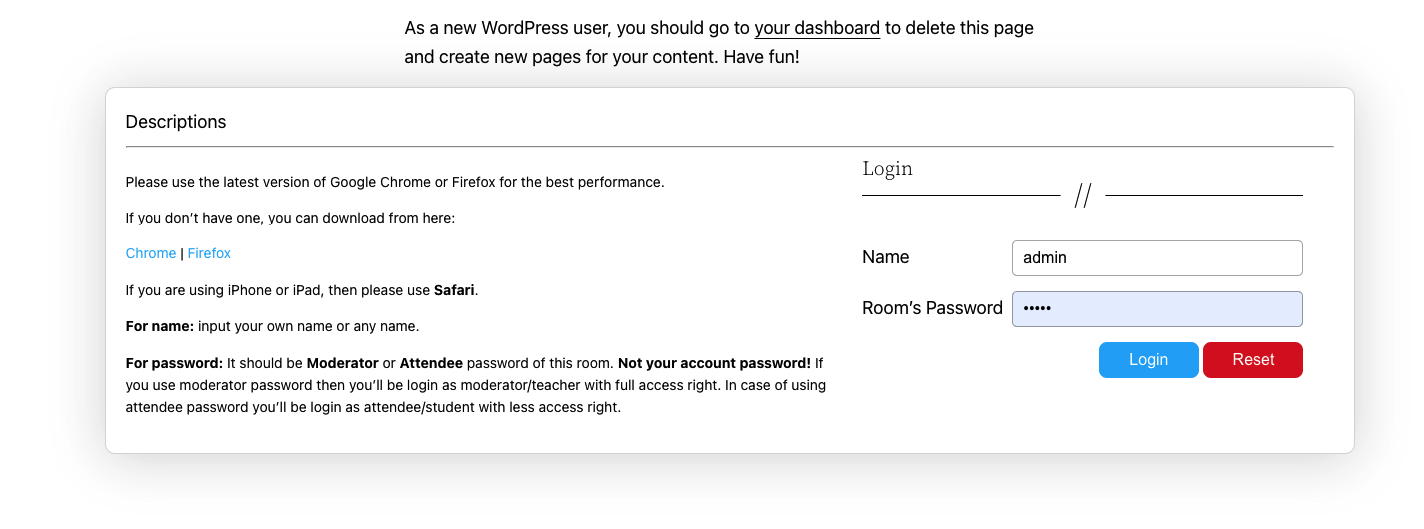 As a new WordPress user, you should go to your dashboard to delete this page
and create new pages for your content. Have fun!
Descriptions
Please use the latest version of Google Chrome or Firefox for the best performance.
If you don’t have one, you can download from here:
Chrome | Firefox
If you are using iPhone or iPad, then please use Safari.
For name: input your own name or any name.
For password: It should be Moderator or Attendee password of this room. Not your account password! If
you use moderator password then you’ll be login as moderator/teacher with full access right. In case of using
attendee password you’ll be login as attendee/student with less access right.
Login
//
Name
admin
Room’s Password
•••••
Login
Reset